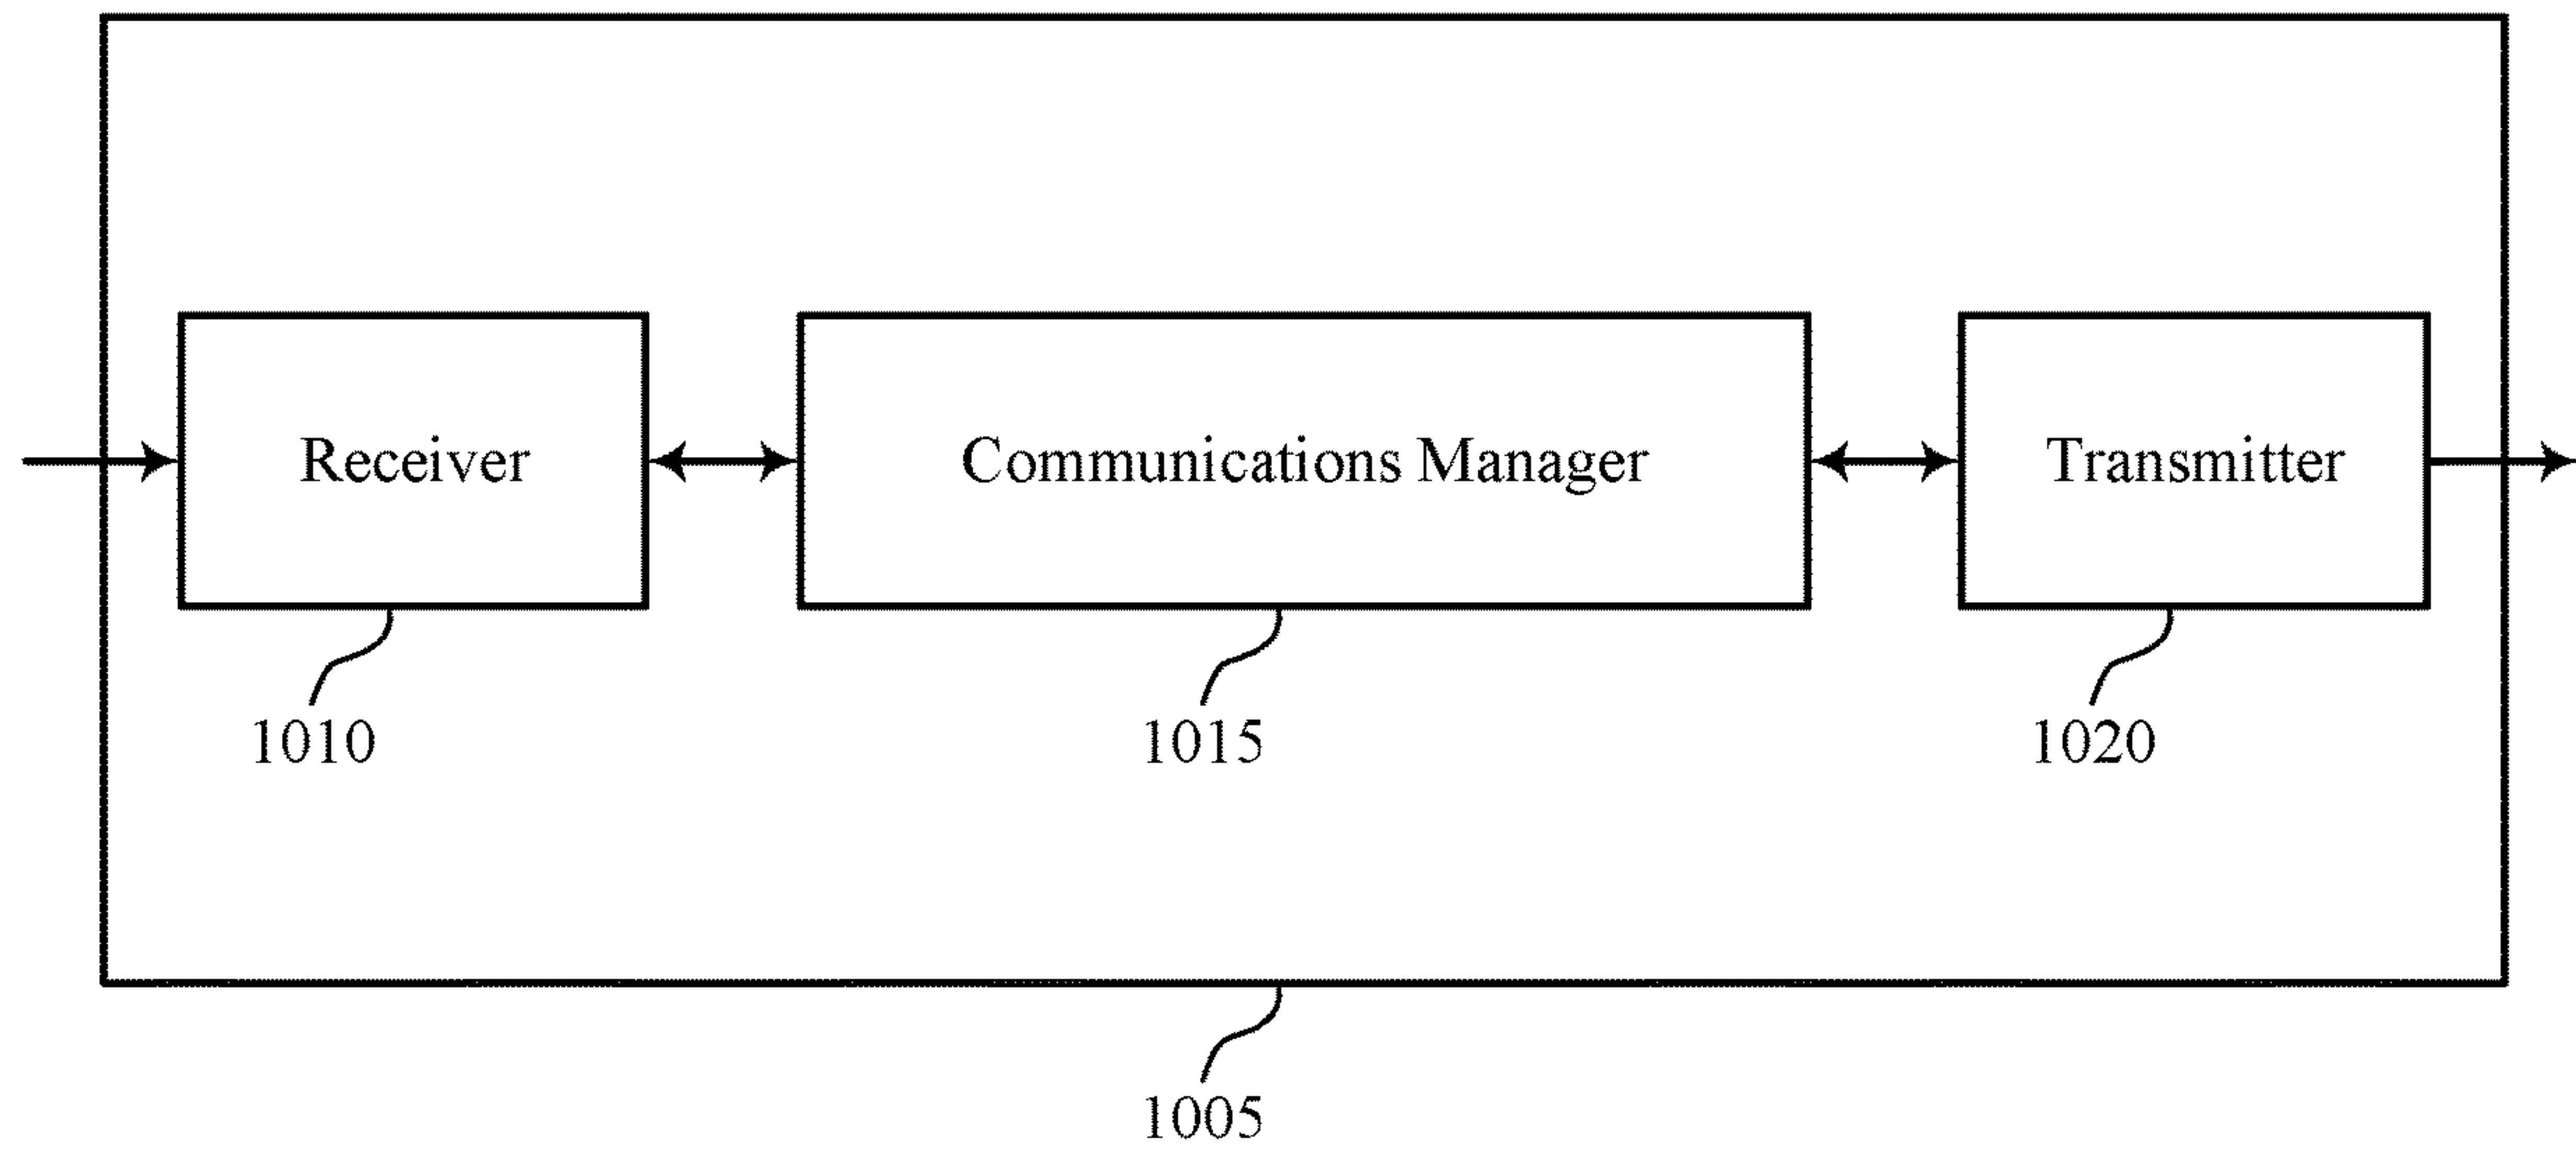 Receiver
Communications Manager
Transmitter
1010
1015
1020
1005